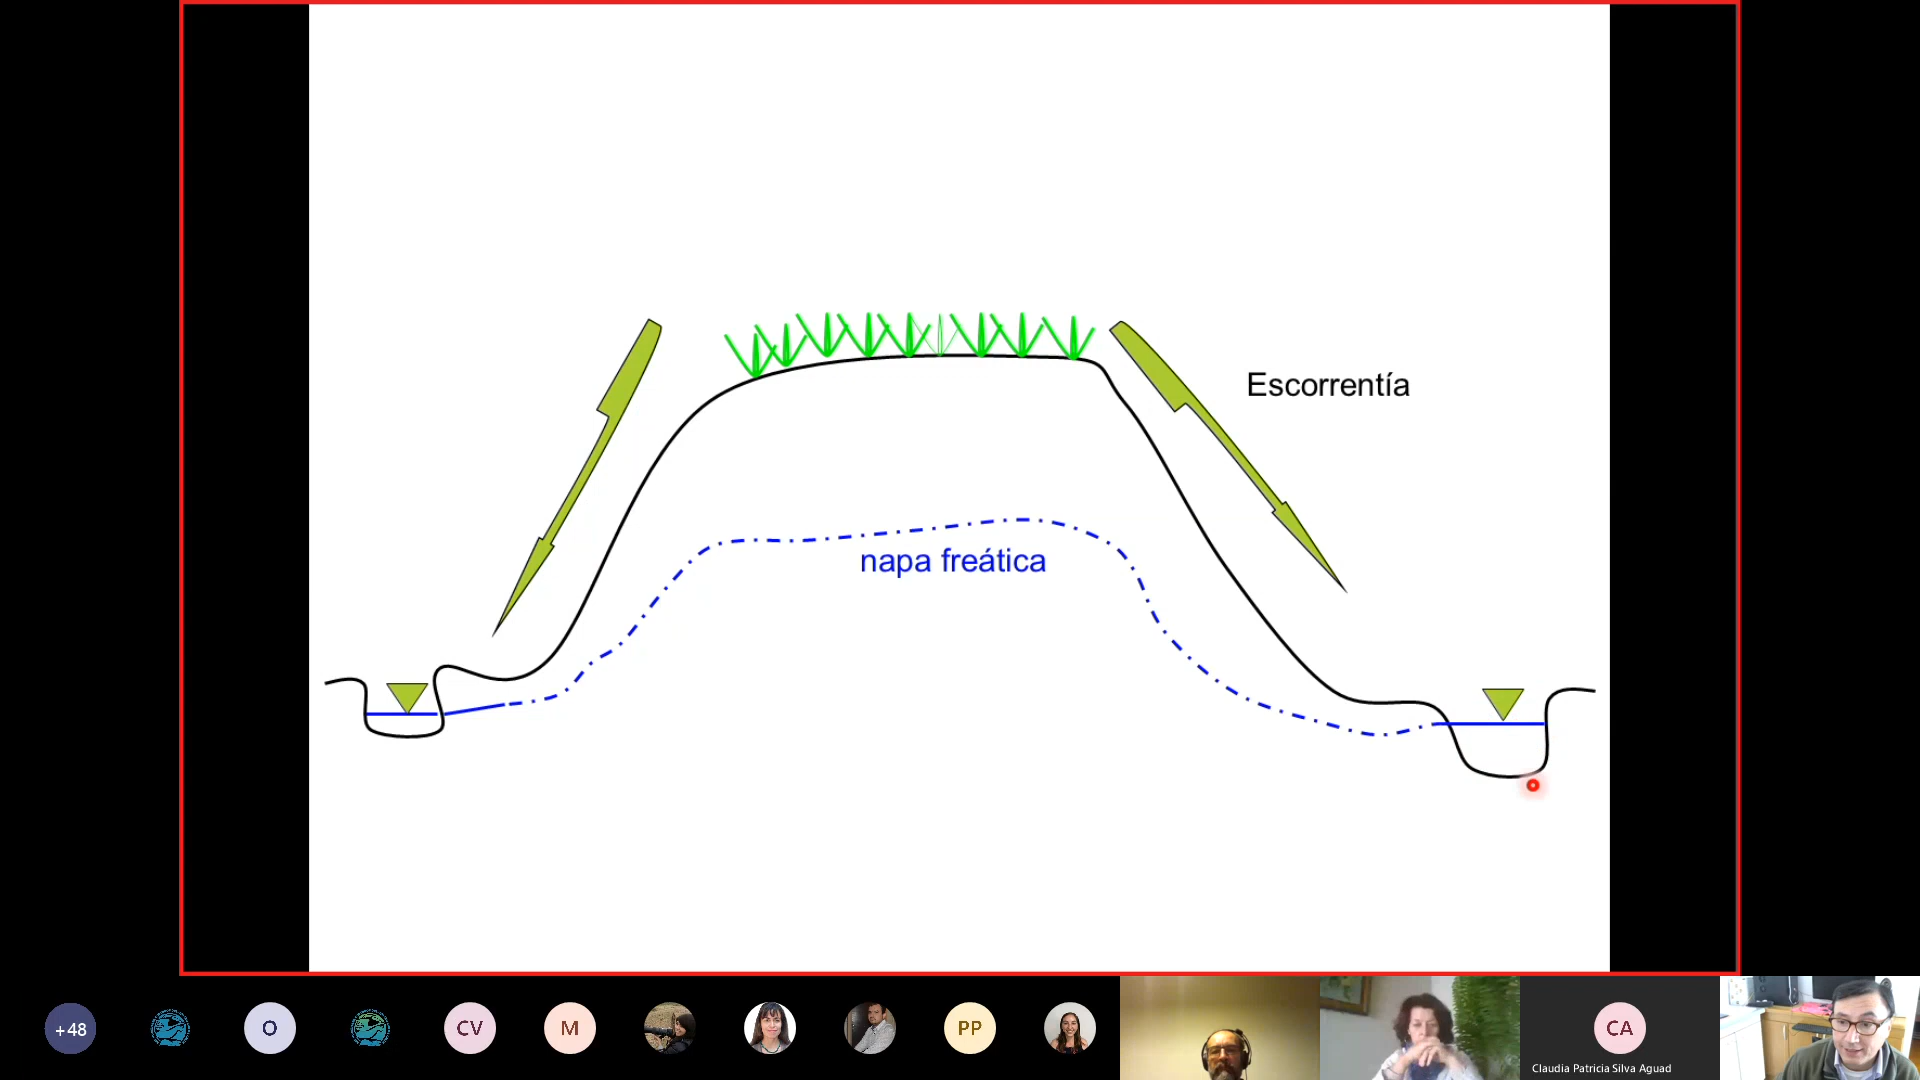 Escorrentía
napa freática
+48
O
CV
M
PP
CA
Claudia Patricia Silva Aguad